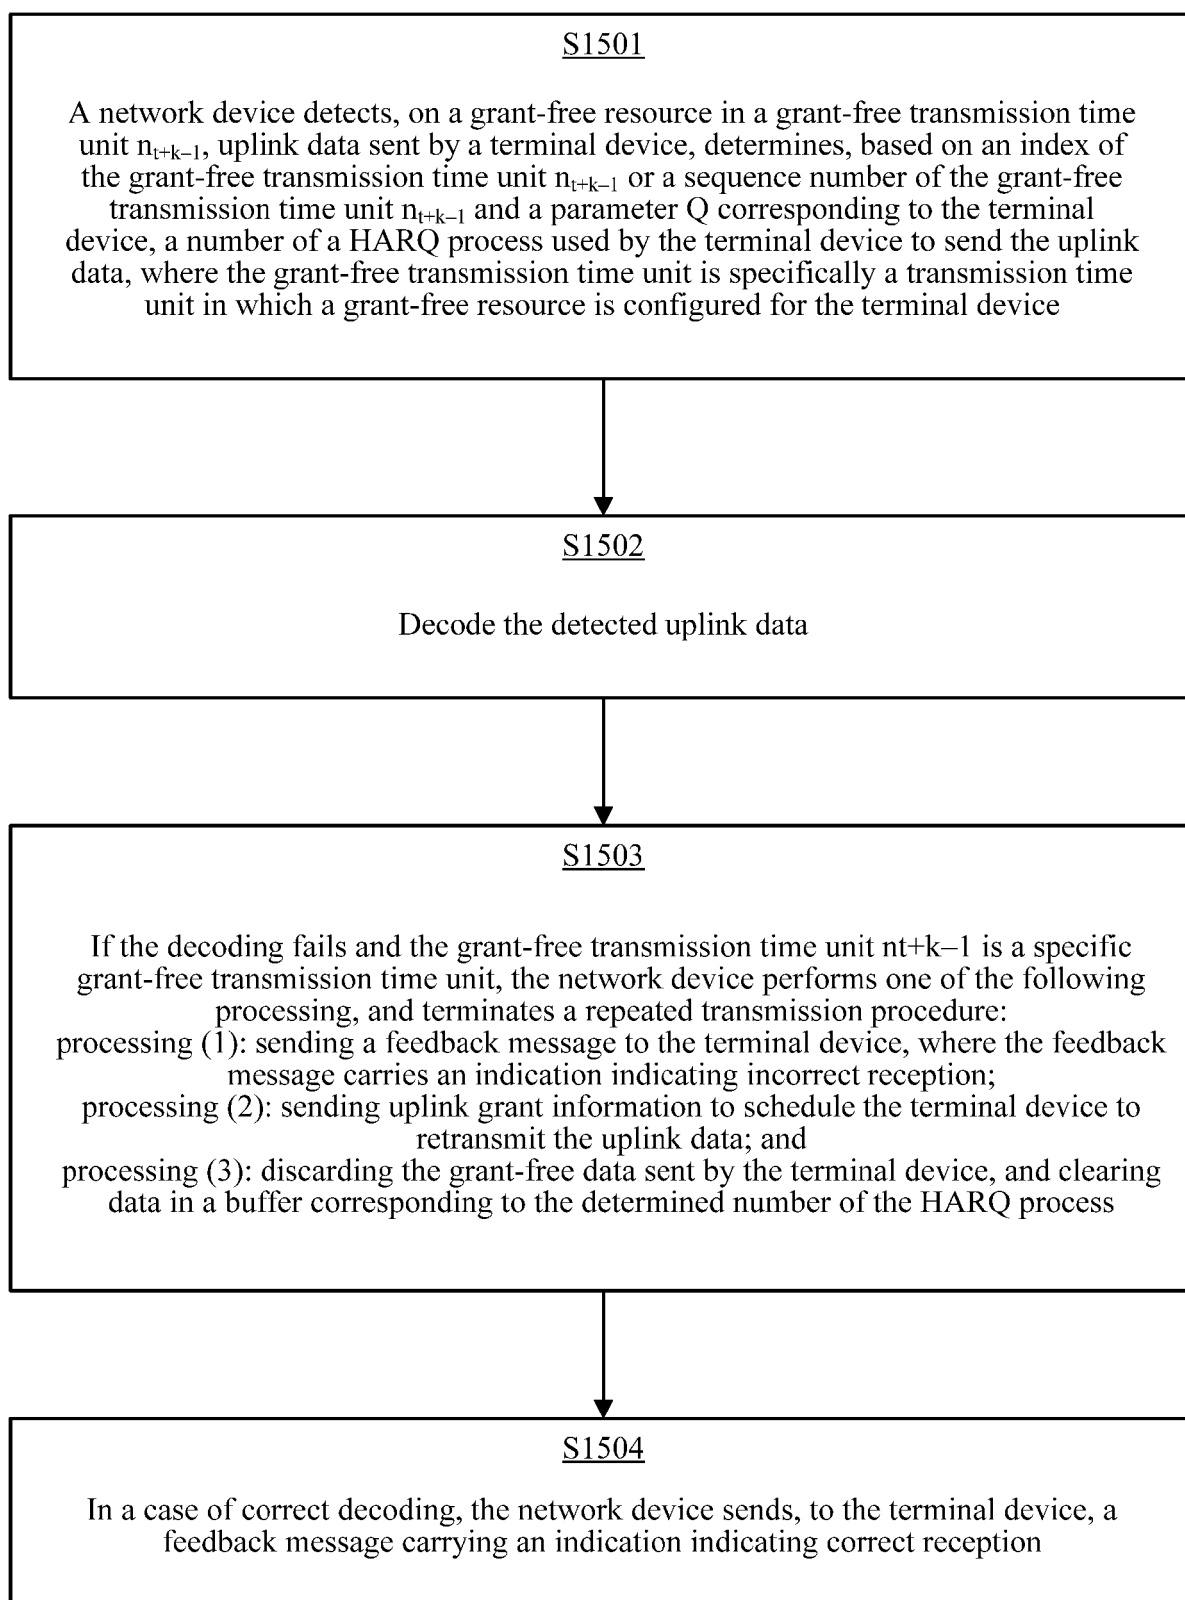 S1501
A network device detects, on a grant-free resource in a grant-free transmission time
unit nₜ₊ₖ₋₁, uplink data sent by a terminal device, determines, based on an index of
the grant-free transmission time unit nₜ₊ₖ₋₁ or a sequence number of the grant-free
transmission time unit nₜ₊ₖ₋₁ and a parameter Q corresponding to the terminal
device, a number of a HARQ process used by the terminal device to send the uplink
data, where the grant-free transmission time unit is specifically a transmission time
unit in which a grant-free resource is configured for the terminal device
S1502
Decode the detected uplink data
S1503
If the decoding fails and the grant-free transmission time unit nt+k–1 is a specific
grant-free transmission time unit, the network device performs one of the following
processing, and terminates a repeated transmission procedure:
processing (1): sending a feedback message to the terminal device, where the feedback
message carries an indication indicating incorrect reception;
processing (2): sending uplink grant information to schedule the terminal device to
retransmit the uplink data; and
processing (3): discarding the grant-free data sent by the terminal device, and clearing
data in a buffer corresponding to the determined number of the HARQ process
S1504
In a case of correct decoding, the network device sends, to the terminal device, a
feedback message carrying an indication indicating correct reception